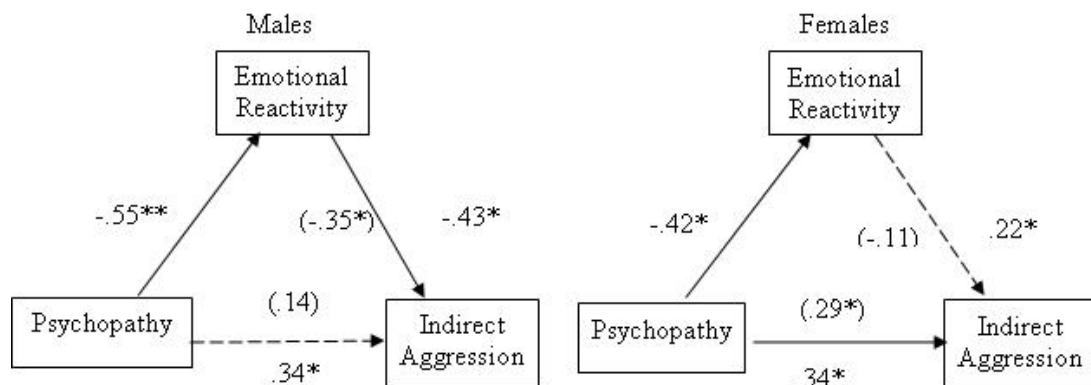 Males
Emotional
Reactivity
-.55**
(-.35*)
-.43*
Psychopathy
(.14)
.34*
Indirect
Aggression
Females
Emotional
Reactivity
-.42*
(-.11)
.22*
Psychopathy
(.29*)
.34*
Indirect
Aggression